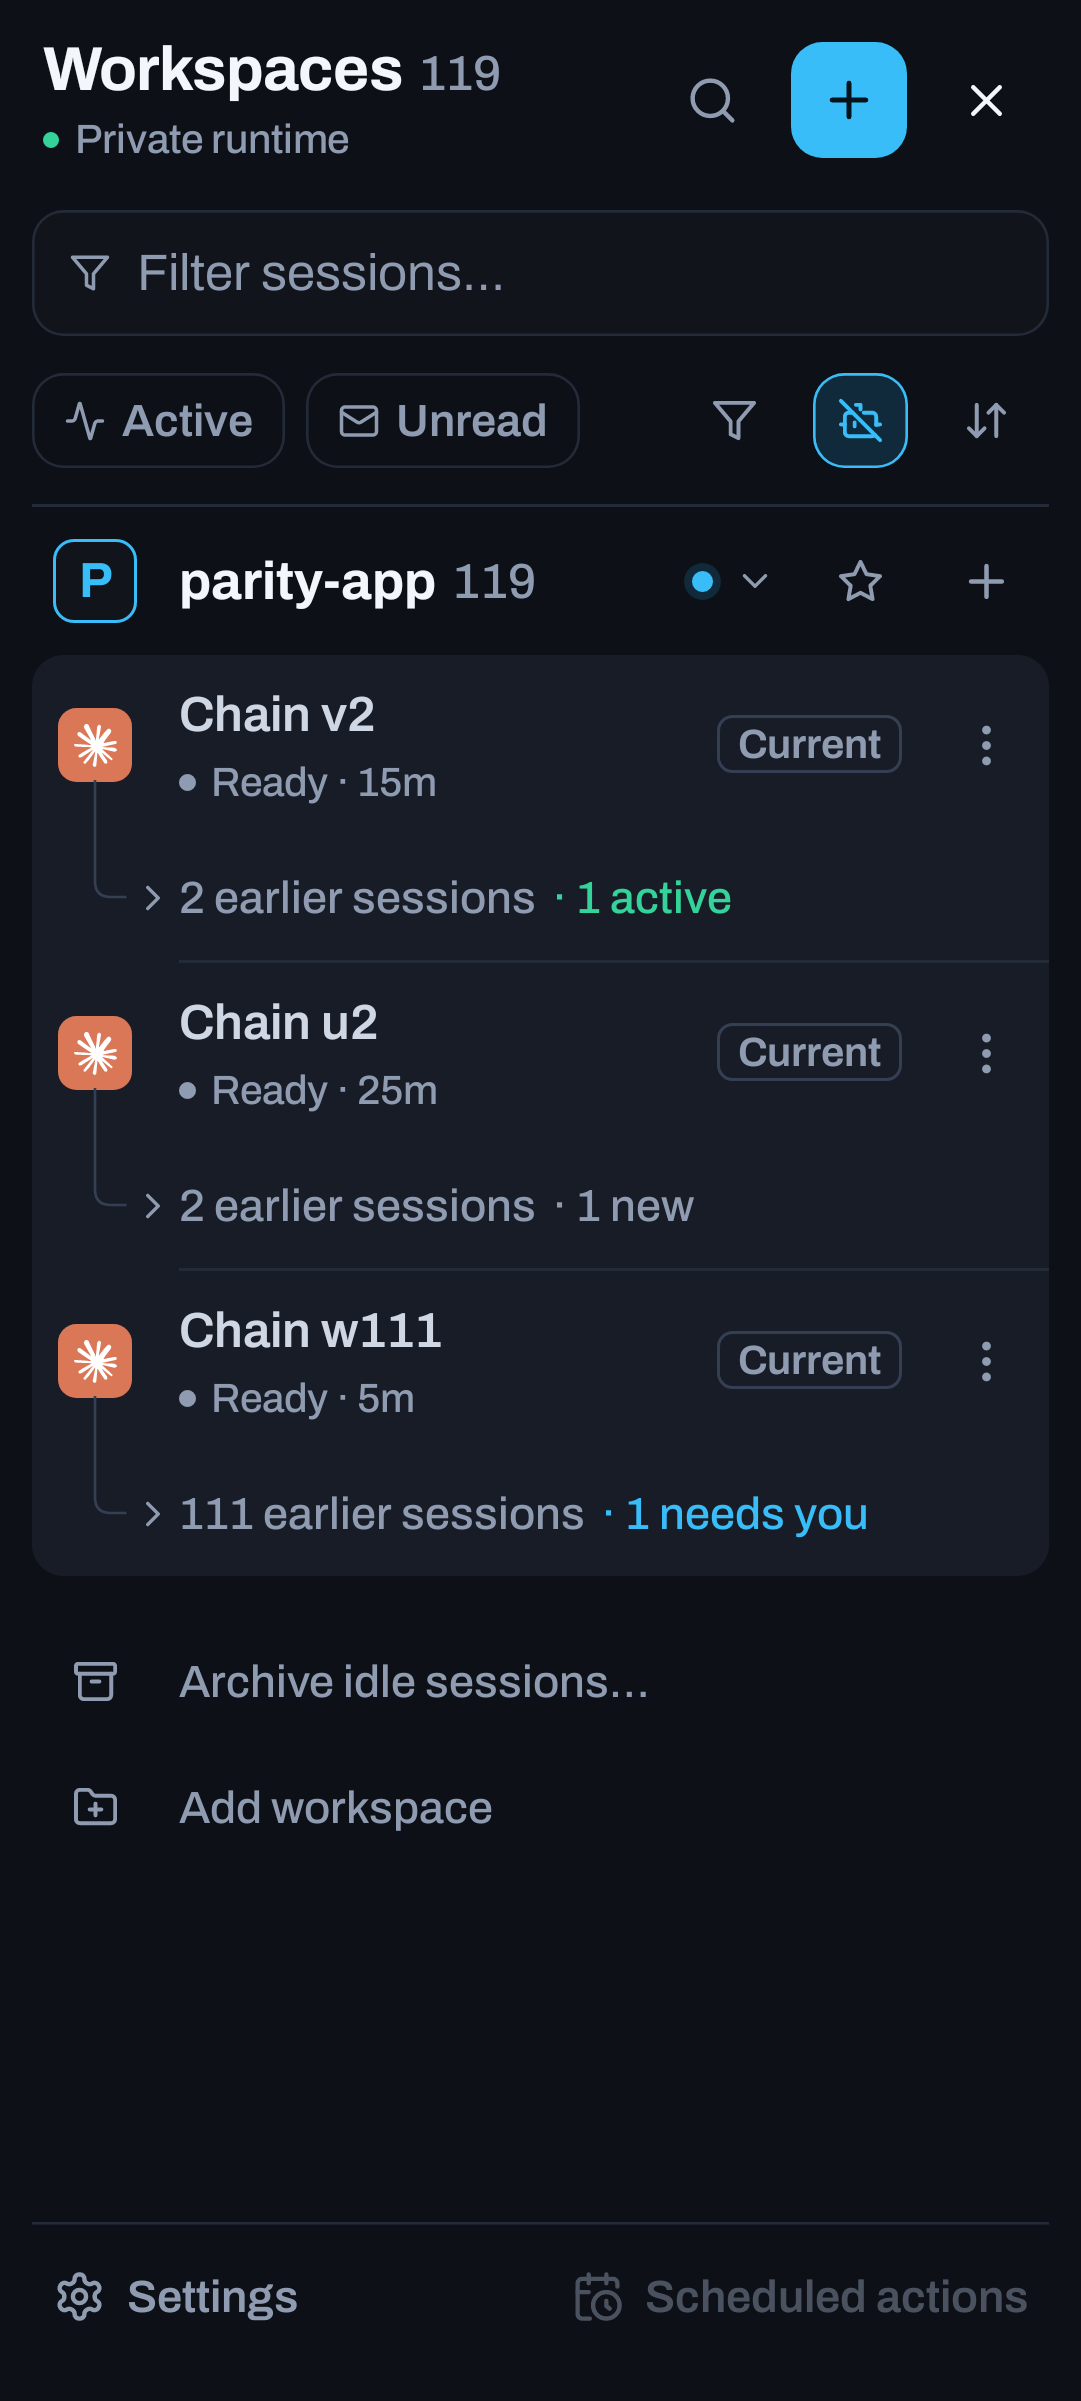 Workspaces 119
Private runtime
Filter sessions...
Active
Unread
P
parity-app 119
Chain v2
Ready · 15m
Current
2 earlier sessions · 1 active
Chain u2
Ready · 25m
Current
2 earlier sessions · 1 new
Chain w111
Ready · 5m
Current
111 earlier sessions · 1 needs you
Archive idle sessions...
Add workspace
Settings
Scheduled actions